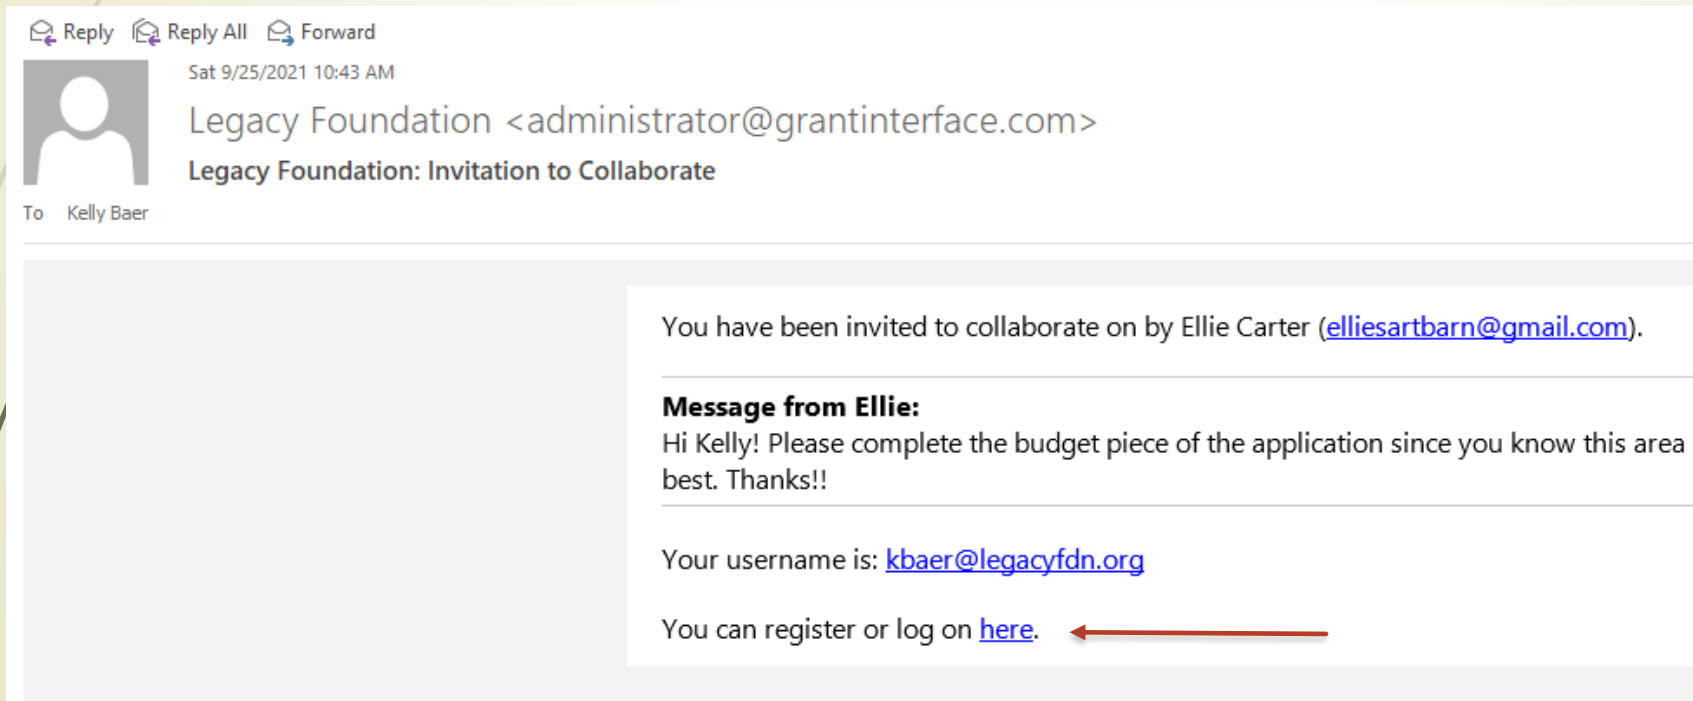 Reply Reply All Forward
Sat 9/25/2021 10:43 AM
Legacy Foundation <administrator@grantinterface.com>
Legacy Foundation: Invitation to Collaborate
To Kelly Baer
You have been invited to collaborate on by Ellie Carter (elliesartbarn@gmail.com).
Message from Ellie:
Hi Kelly! Please complete the budget piece of the application since you know this area
best. Thanks!!
Your username is: kbaer@legacyfdn.org
You can register or log on here.